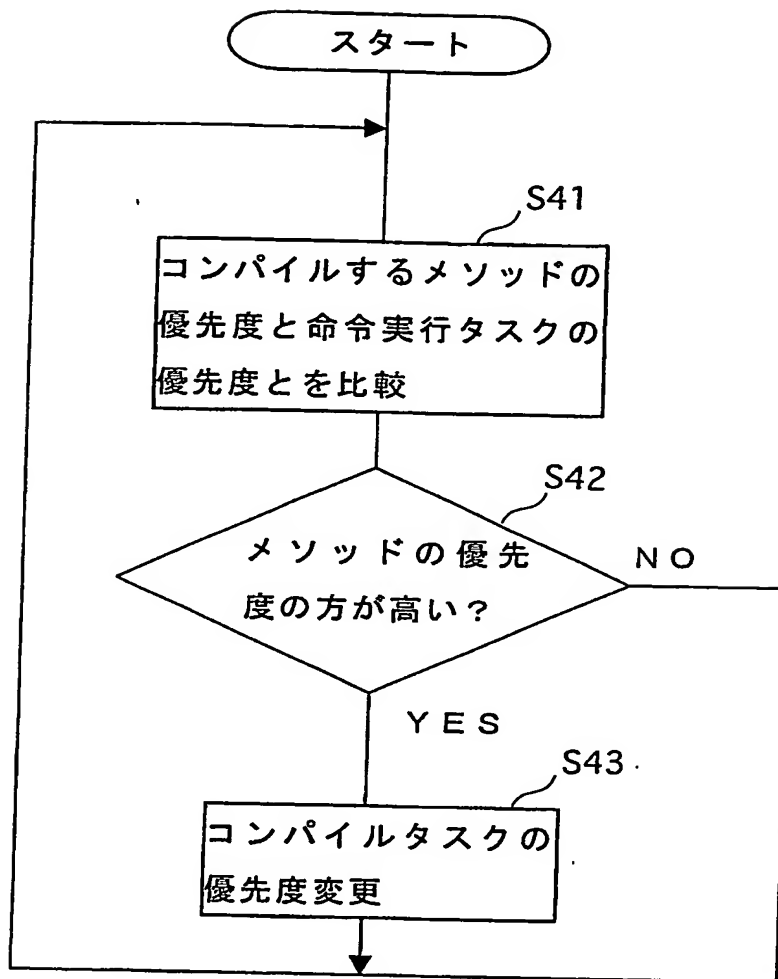 スタート
S41
コンパイルするメソッドの
優先度と命令実行タスクの
優先度とを比較
S42
メソッドの優先
度の方が高い?
NO
YES
S43
コンパイルタスクの
優先度変更